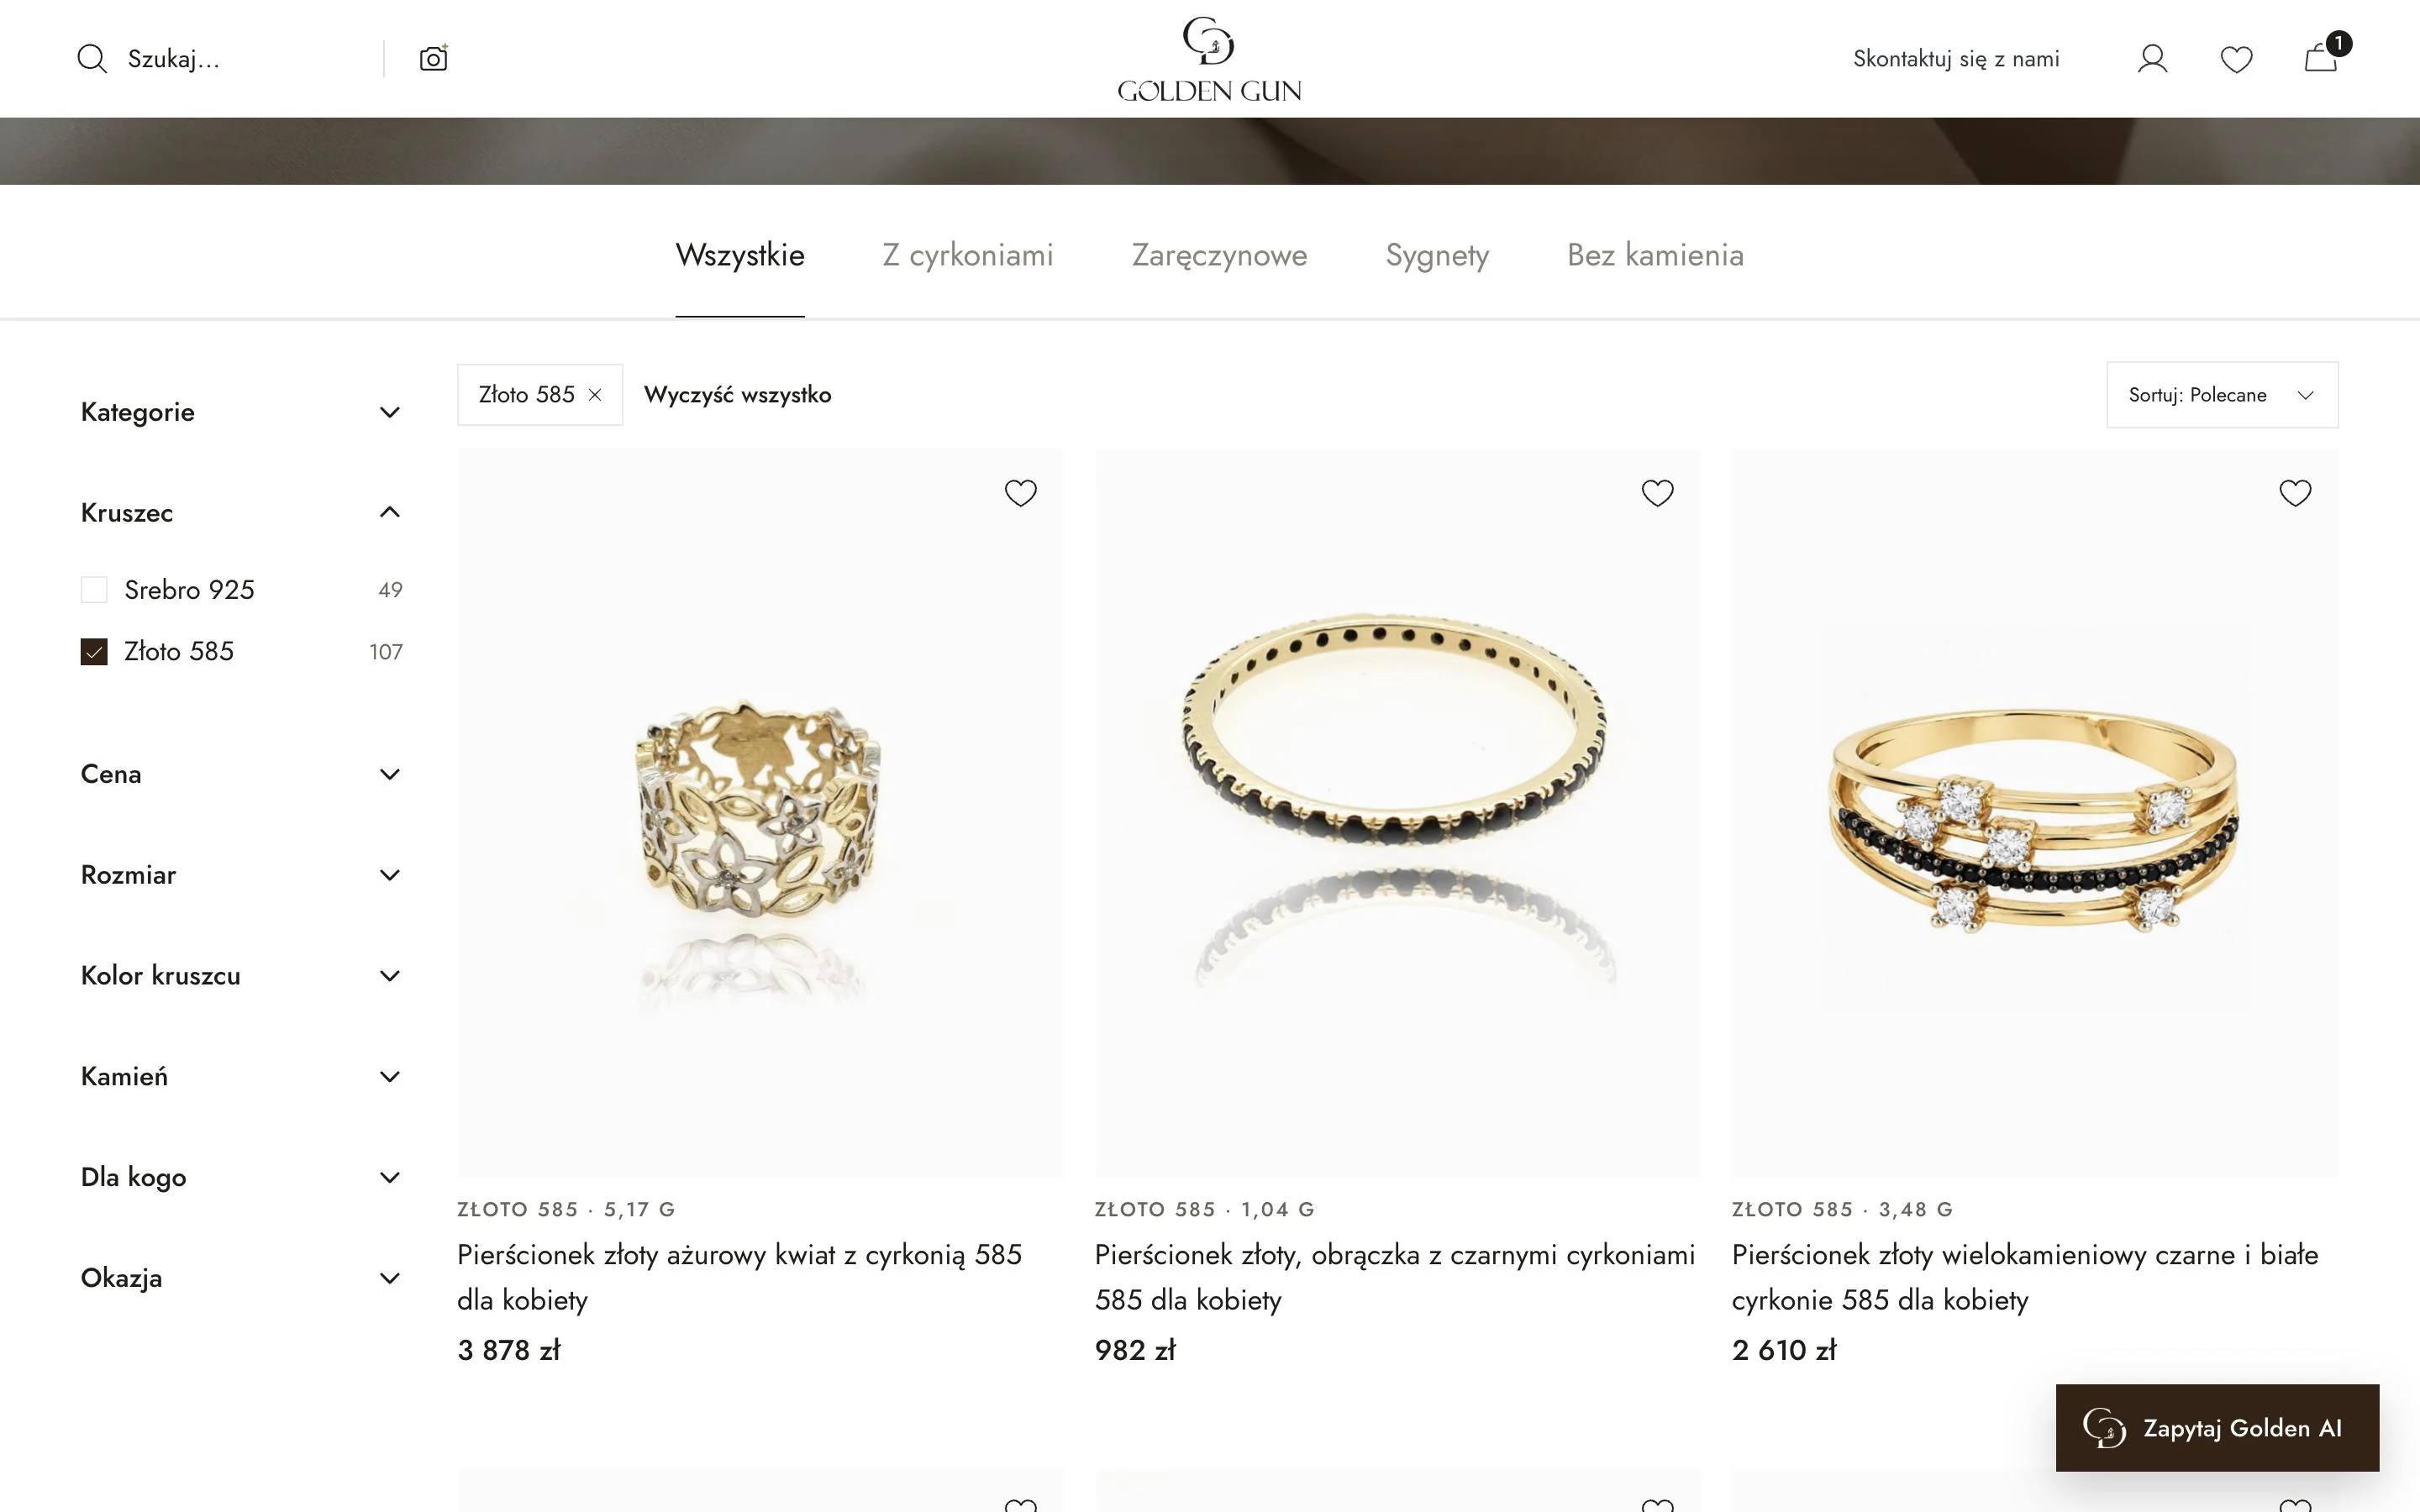 Szukaj...
GOLDEN GUN
Skontaktuj się z nami
1
Wszystkie
Z cyrkoniami
Zaręczynowe
Sygnety
Bez kamienia
Złoto 585
Wyczyść wszystko
Sortuj: Polecane
Kategorie
Kruszec
Srebro 925 49
Złoto 585 107
Cena
Rozmiar
Kolor kruszcu
Kamień
Dla kogo
Okazja
ZŁOTO 585 · 5,17 G
Pierścionek złoty ażurowy kwiat z cyrkonią 585
dla kobiety
3 878 zł
ZŁOTO 585 · 1,04 G
Pierścionek złoty, obrączka z czarnymi cyrkoniami
585 dla kobiety
982 zł
ZŁOTO 585 · 3,48 G
Pierścionek złoty wielokamieniowy czarne i białe
cyrkonie 585 dla kobiety
2 610 zł
Zapytaj Golden AI